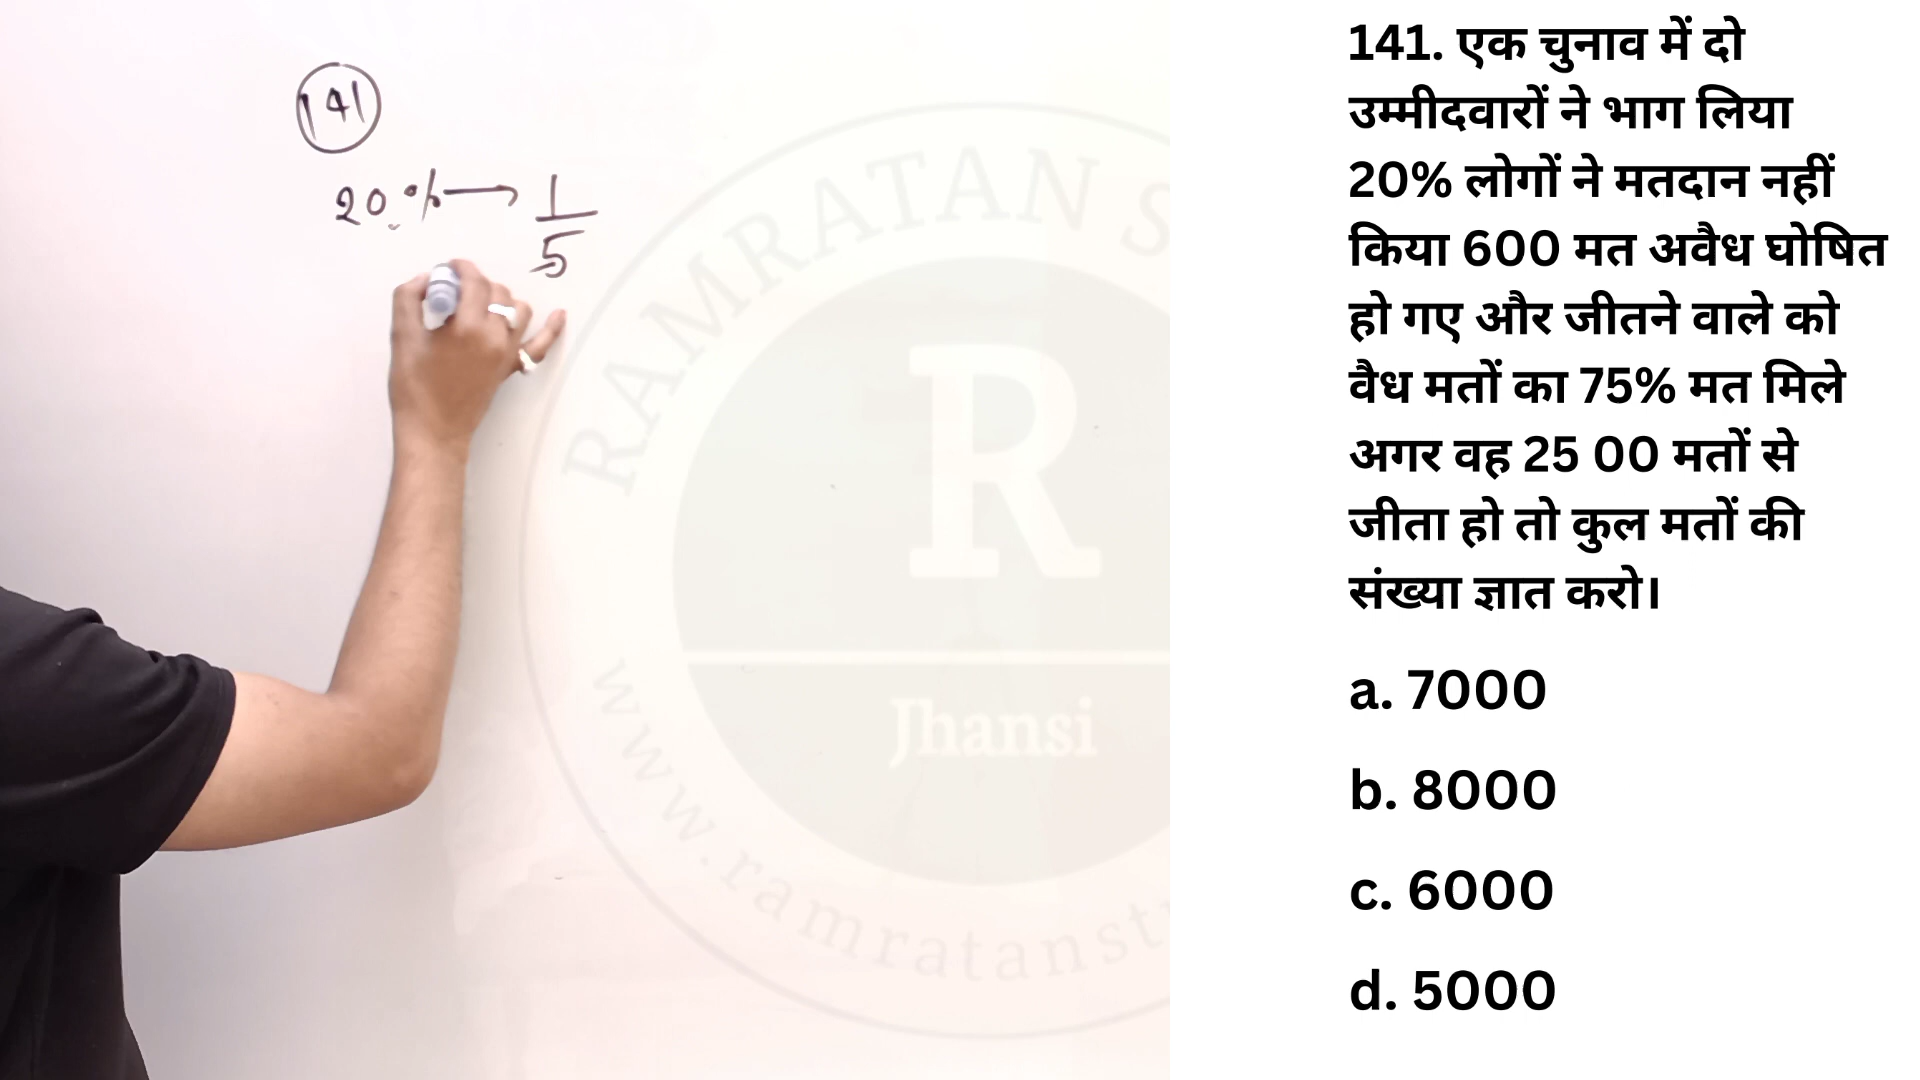 141
20% → 1/5
RAMRATAN S
R
Jhansi
www.ramratanst
141. एक चुनाव में दो
उम्मीदवारों ने भाग लिया
20% लोगों ने मतदान नहीं
किया 600 मत अवैध घोषित
हो गए और जीतने वाले को
वैध मतों का 75% मत मिले
अगर वह 25 00 मतों से
जीता हो तो कुल मतों की
संख्या ज्ञात करो।
a. 7000
b. 8000
c. 6000
d. 5000